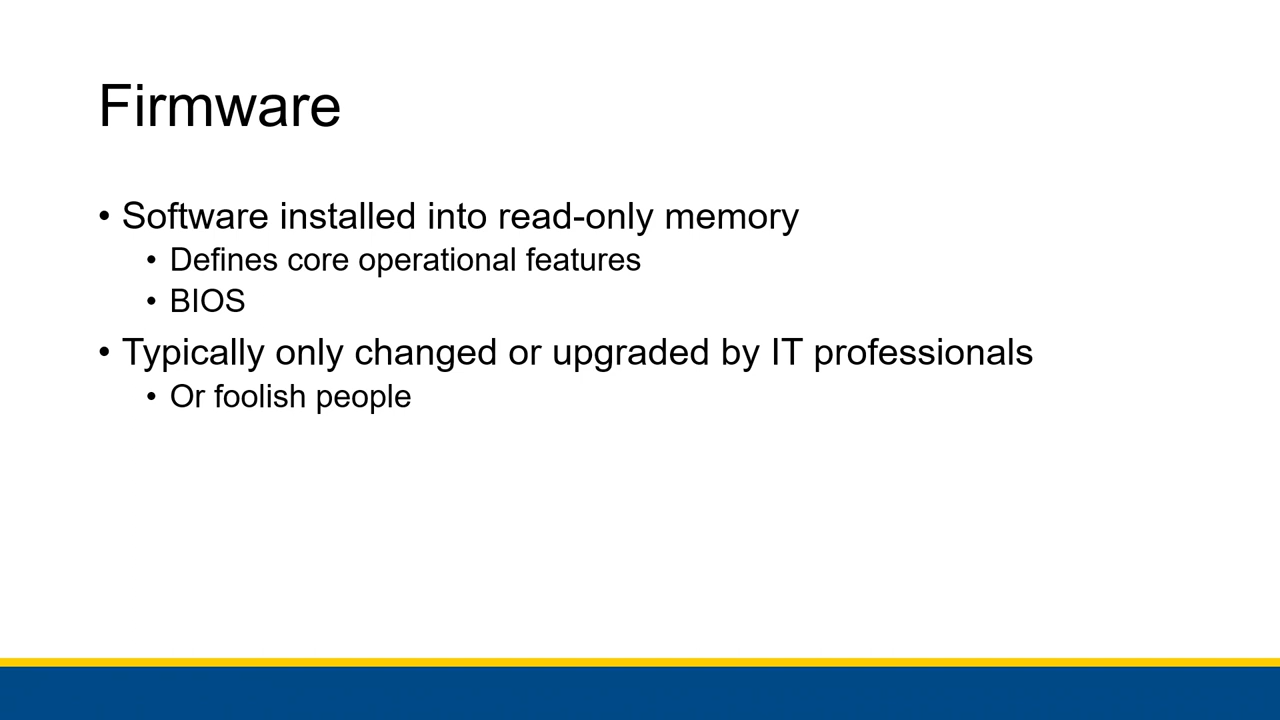 Firmware
• Software installed into read-only memory
• Defines core operational features
• BIOS
• Typically only changed or upgraded by IT professionals
• Or foolish people